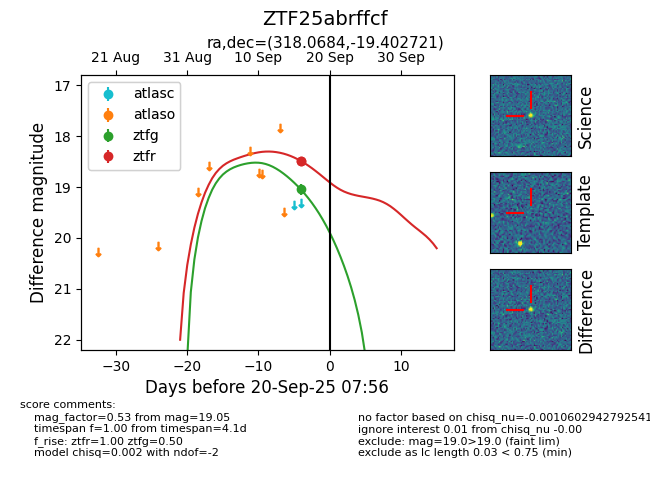 ZTF25abrffcf
ra,dec=(318.0684,-19.402721)
21 Aug 31 Aug 10 Sep 20 Sep 30 Sep
17
18
19
20
21
22
Difference magnitude
atlasc
atlaso
ztfg
ztfr
−30 −20 −10 0 10
Days before 20-Sep-25 07:56
Science
Template
Difference
score comments:
mag_factor=0.53 from mag=19.05
timespan f=1.00 from timespan=4.1d
f_rise: ztfr=1.00 ztfg=0.50
model chisq=0.002 with ndof=-2
no factor based on chisq_nu=-0.0010602942792541
ignore interest 0.01 from chisq_nu -0.00
exclude: mag=19.0>19.0 (faint lim)
exclude as lc length 0.03 < 0.75 (min)